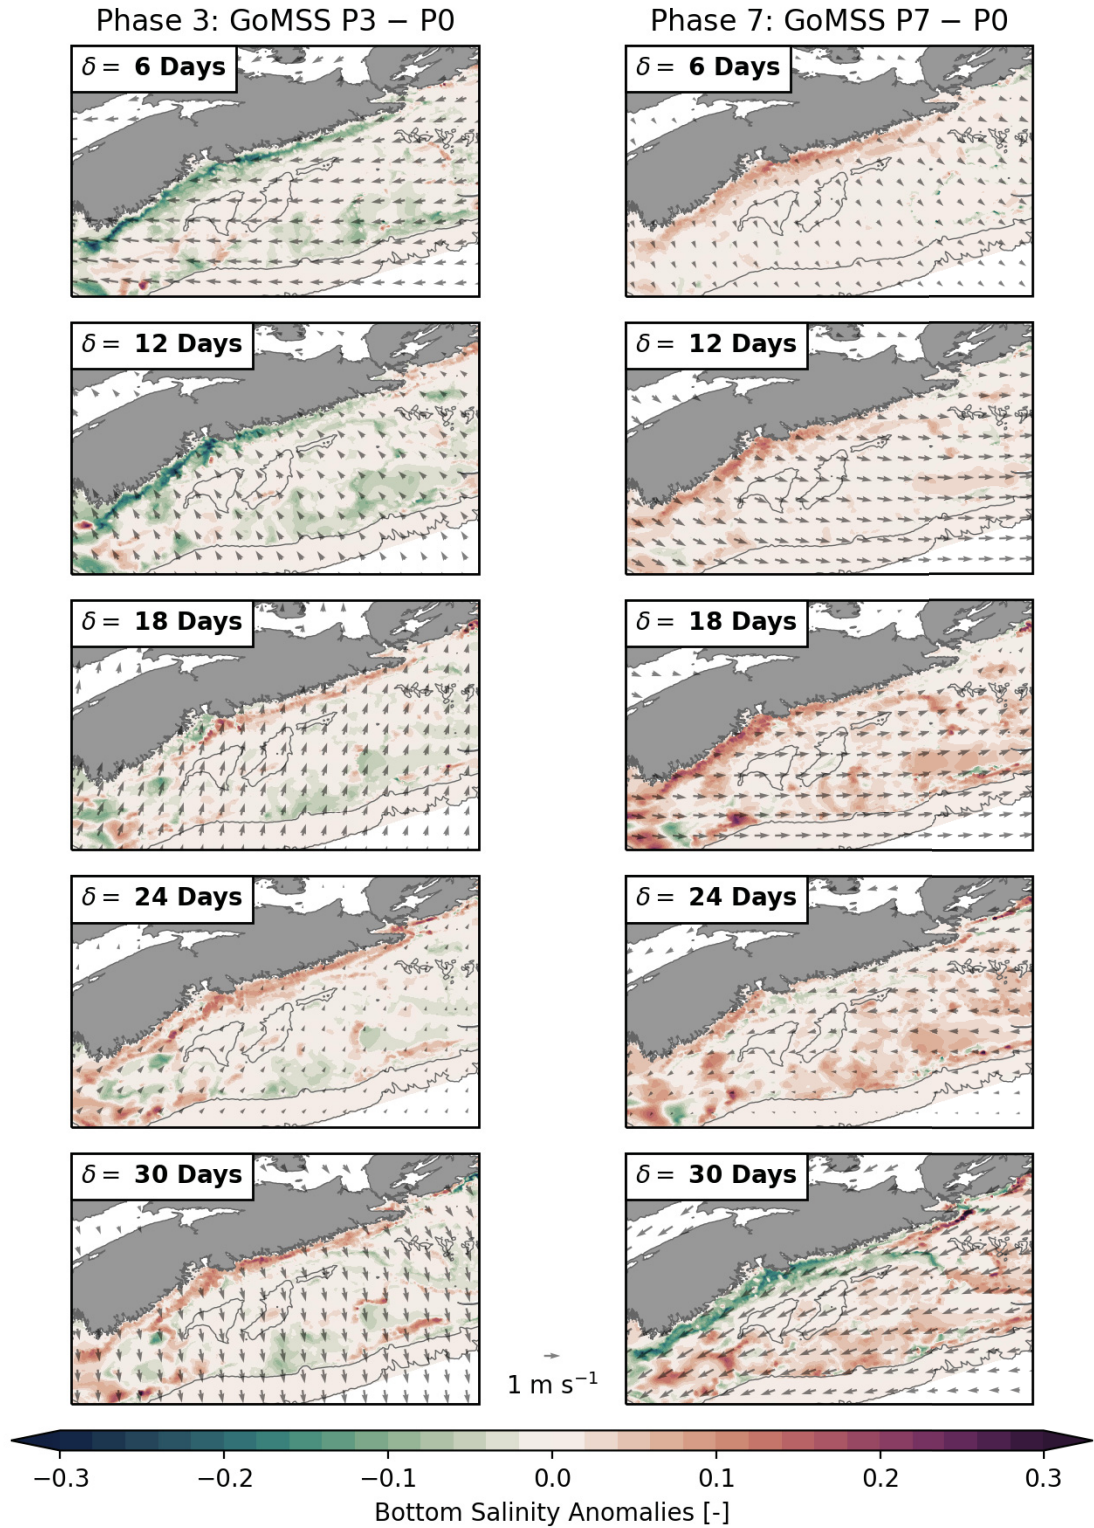 Phase 3: GoMSS P3 − P0
Phase 7: GoMSS P7 − P0
δ = 6 Days
δ = 6 Days
δ = 12 Days
δ = 12 Days
δ = 18 Days
δ = 18 Days
δ = 24 Days
δ = 24 Days
δ = 30 Days
δ = 30 Days
1 m s⁻¹
−0.3 −0.2 −0.1 0.0 0.1 0.2 0.3
Bottom Salinity Anomalies [-]